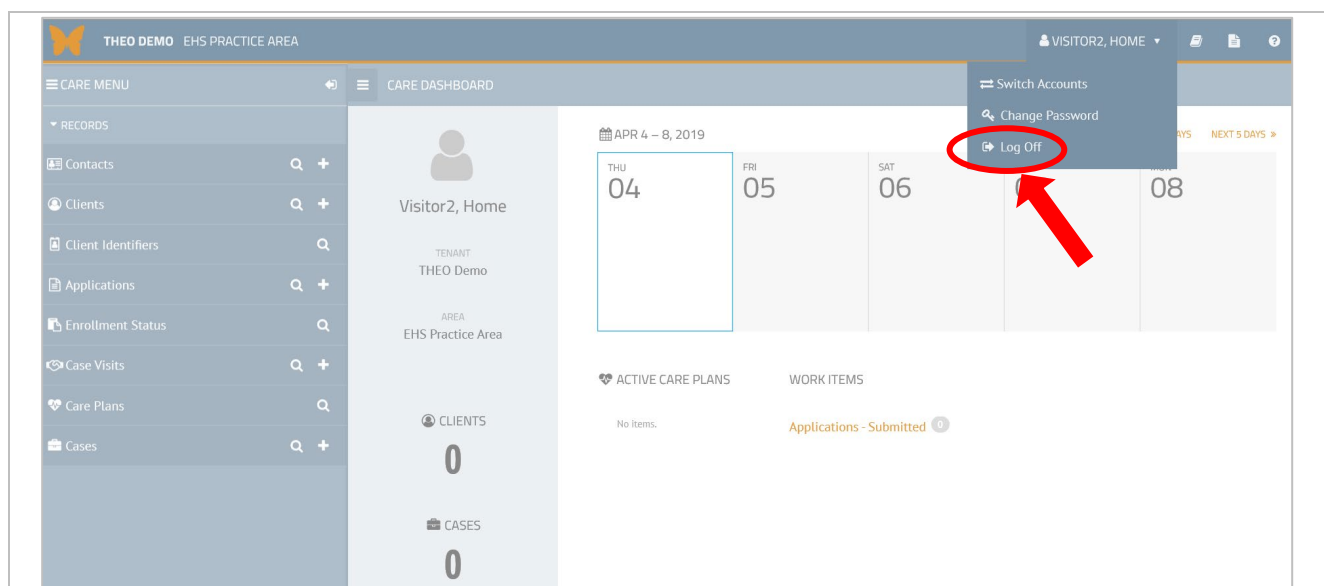 THEO DEMO EHS PRACTICE AREA
VISITOR2, HOME
CARE MENU
CARE DASHBOARD
Switch Accounts
Change Password
Log Off
RECORDS
Contacts
Clients
Client Identifiers
Applications
Enrollment Status
Case Visits
Care Plans
Cases
Visitor2, Home
TENANT
THEO Demo
AREA
EHS Practice Area
CLIENTS
0
CASES
0
APR 4 – 8, 2019
NEXT 5 DAYS »
THU
04
FRI
05
SAT
06
08
ACTIVE CARE PLANS
No items.
WORK ITEMS
Applications - Submitted 0